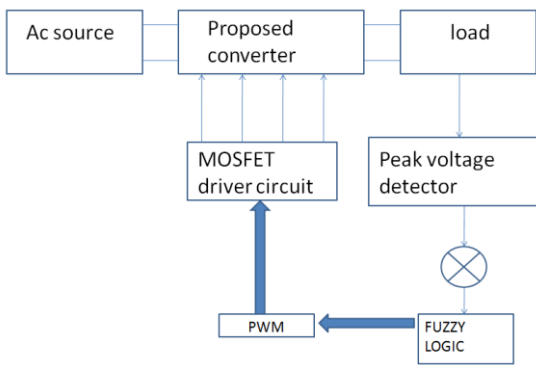 Ac source
Proposed
converter
load
MOSFET
driver circuit
Peak voltage
detector
PWM
FUZZY
LOGIC